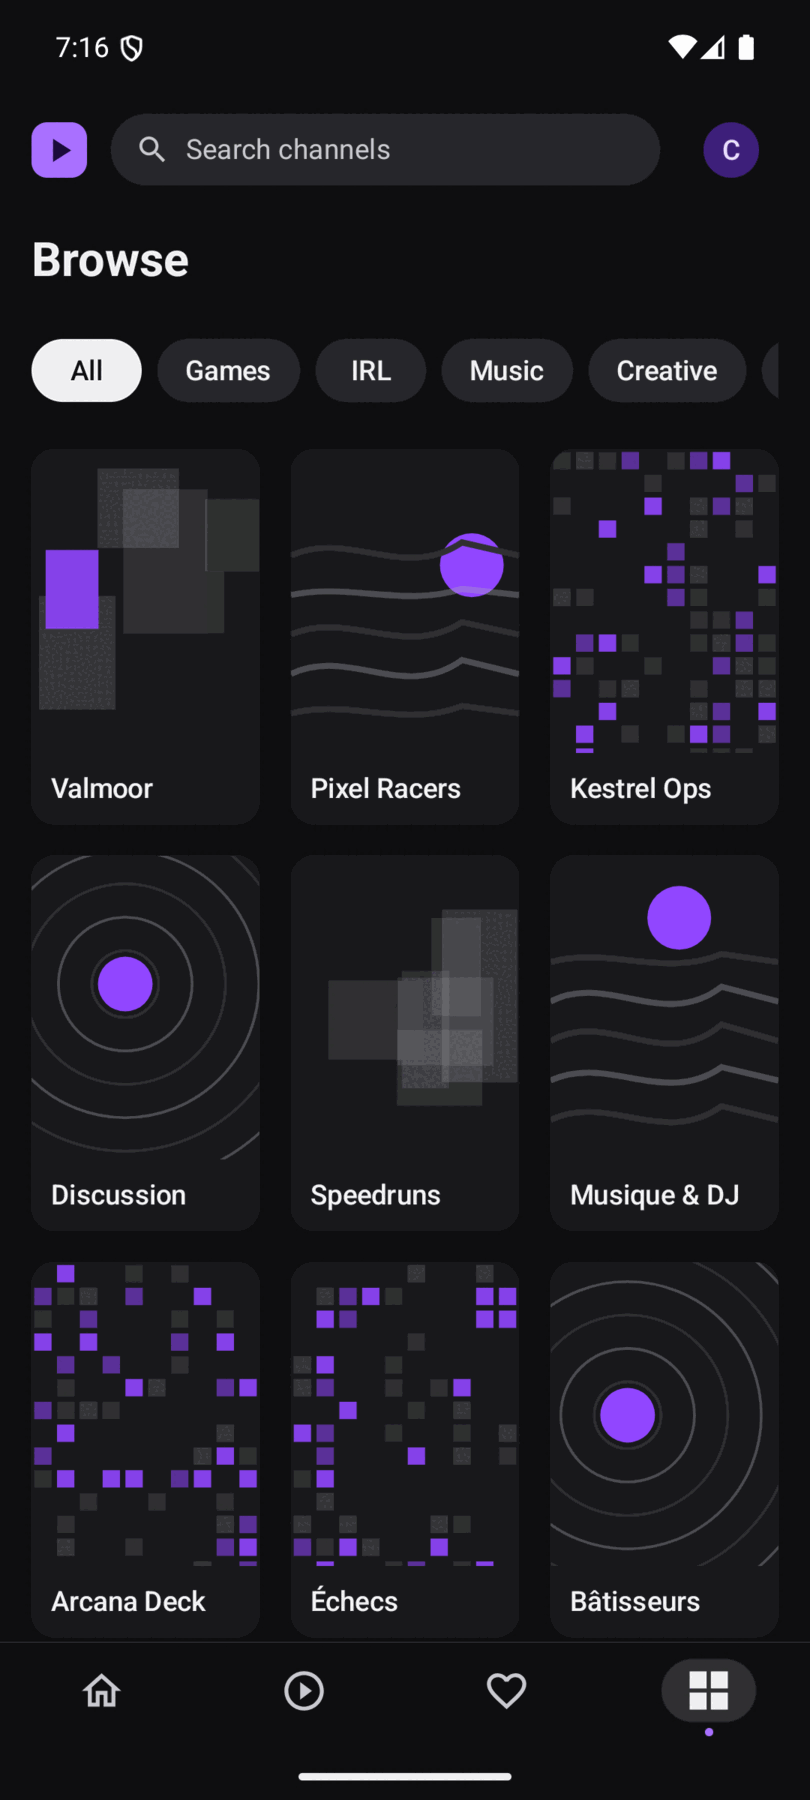 7:16
Search channels
C
Browse
All
Games
IRL
Music
Creative
Valmoor
Pixel Racers
Kestrel Ops
Discussion
Speedruns
Musique & DJ
Arcana Deck
Échecs
Bâtisseurs